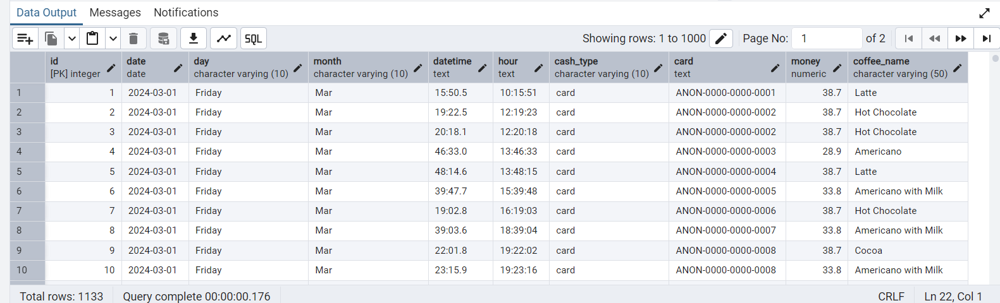 Data Output Messages Notifications
SQL Showing rows: 1 to 1000 Page No: 1 of 2
id date day month datetime hour cash_type card money coffee_name
[PK] integer date character varying (10) character varying (10) text text character varying (10) text numeric character varying (50)
1 1 2024-03-01 Friday Mar 15:50.5 10:15:51 card ANON-0000-0000-0001 38.7 Latte
2 2 2024-03-01 Friday Mar 19:22.5 12:19:23 card ANON-0000-0000-0002 38.7 Hot Chocolate
3 3 2024-03-01 Friday Mar 20:18.1 12:20:18 card ANON-0000-0000-0002 38.7 Hot Chocolate
4 4 2024-03-01 Friday Mar 46:33.0 13:46:33 card ANON-0000-0000-0003 28.9 Americano
5 5 2024-03-01 Friday Mar 48:14.6 13:48:15 card ANON-0000-0000-0004 38.7 Latte
6 6 2024-03-01 Friday Mar 39:47.7 15:39:48 card ANON-0000-0000-0005 33.8 Americano with Milk
7 7 2024-03-01 Friday Mar 19:02.8 16:19:03 card ANON-0000-0000-0006 38.7 Hot Chocolate
8 8 2024-03-01 Friday Mar 39:03.6 18:39:04 card ANON-0000-0000-0007 33.8 Americano with Milk
9 9 2024-03-01 Friday Mar 22:01.8 19:22:02 card ANON-0000-0000-0008 38.7 Cocoa
10 10 2024-03-01 Friday Mar 23:15.9 19:23:16 card ANON-0000-0000-0008 33.8 Americano with Milk
Total rows: 1133 Query complete 00:00:00.176 CRLF Ln 22, Col 1